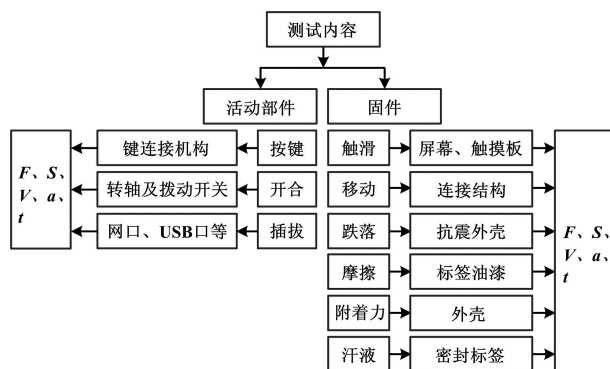 测试内容
活动部件
固件
键连接机构
按键
触滑
屏幕、触摸板
F、S、
V、a、
t
转轴及拨动开关
开合
移动
连接结构
网口、USB口等
插拔
跌落
抗震外壳
F、S、
V、a、
t
摩擦
标签油漆
附着力
外壳
汗液
密封标签